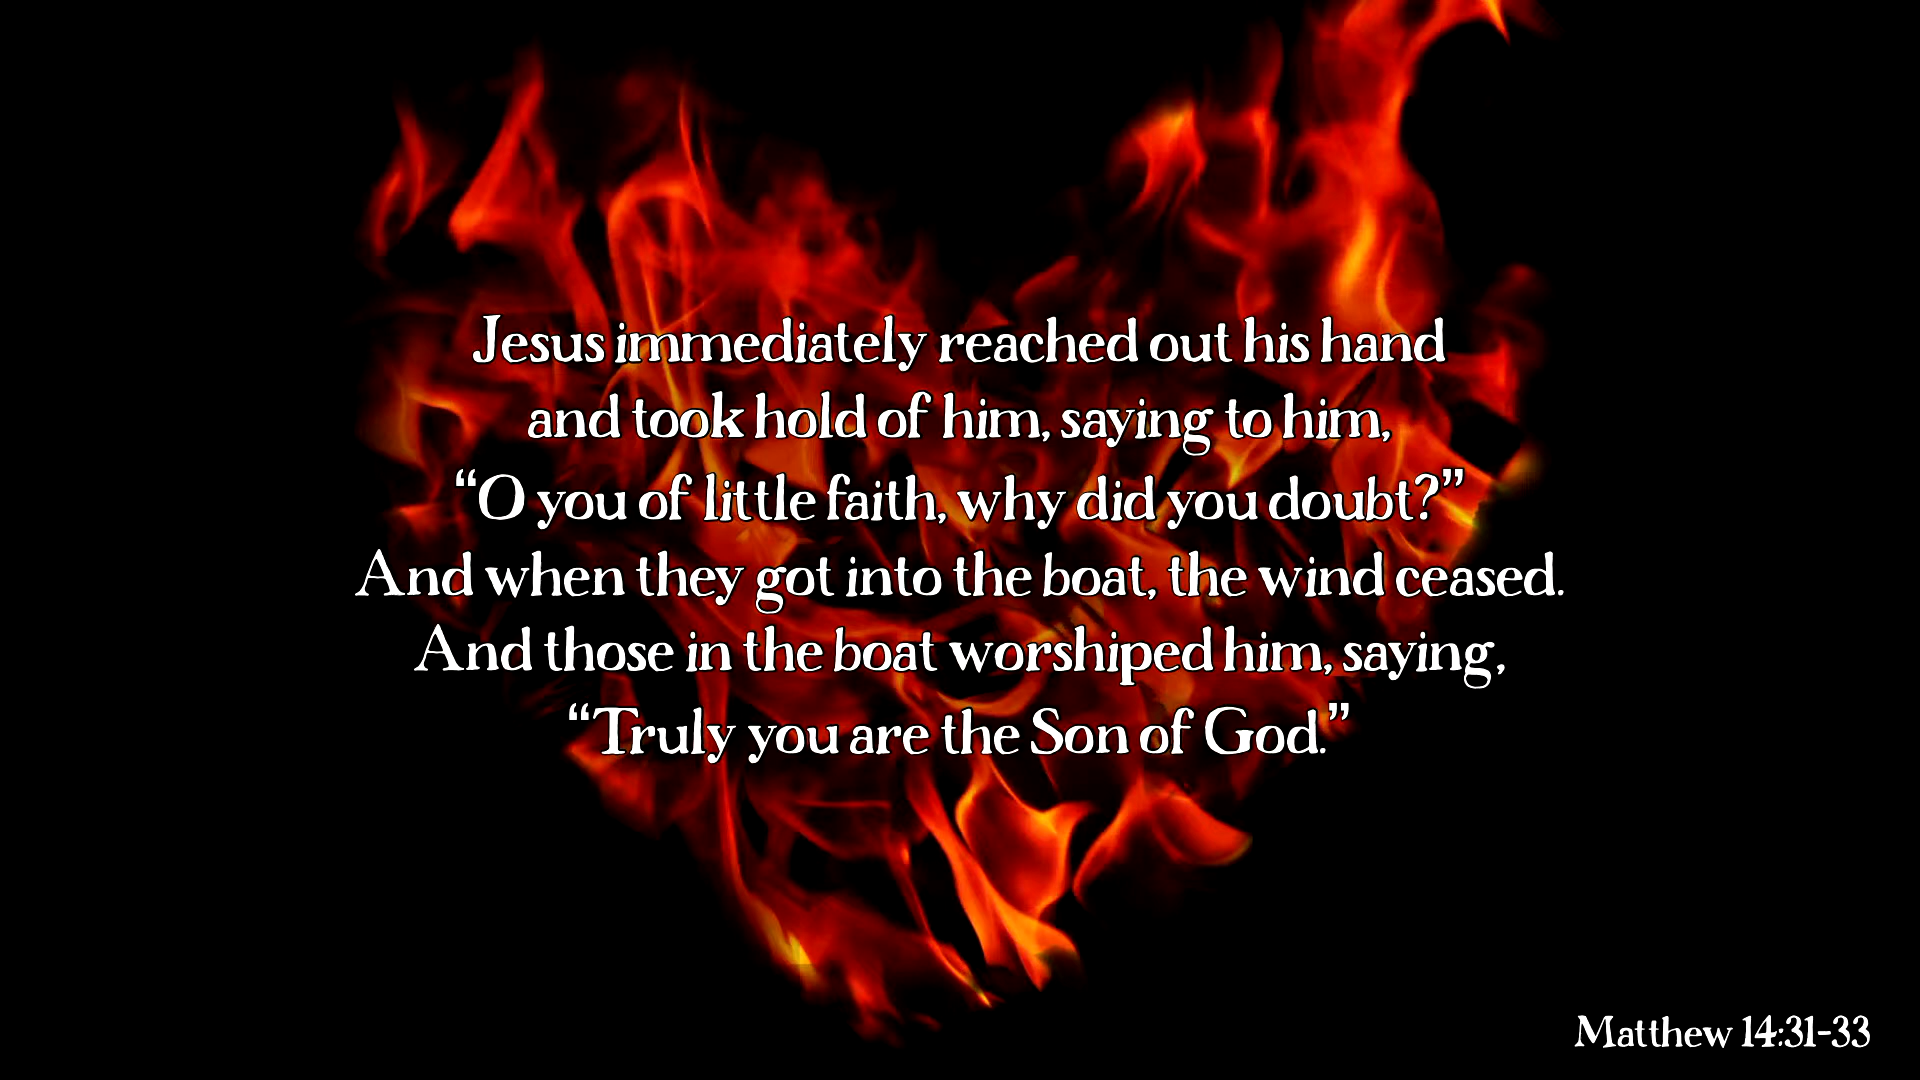 Jesus immediately reached out his hand
and took hold of him, saying to him,
“O you of little faith, why did you doubt?”
And when they got into the boat, the wind ceased.
And those in the boat worshiped him, saying,
“Truly you are the Son of God.”
Matthew 14:31-33